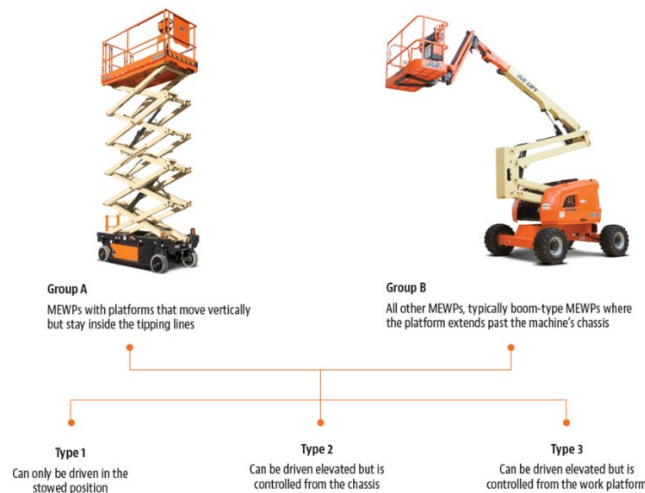 JLG
JLG LIFT
Group A
MEWPs with platforms that move vertically
but stay inside the tipping lines
Group B
All other MEWPs, typically boom-type MEWPs where
the platform extends past the machine's chassis
Type 1
Can only be driven in the
stowed position
Type 2
Can be driven elevated but is
controlled from the chassis
Type 3
Can be driven elevated but is
controlled from the work platform